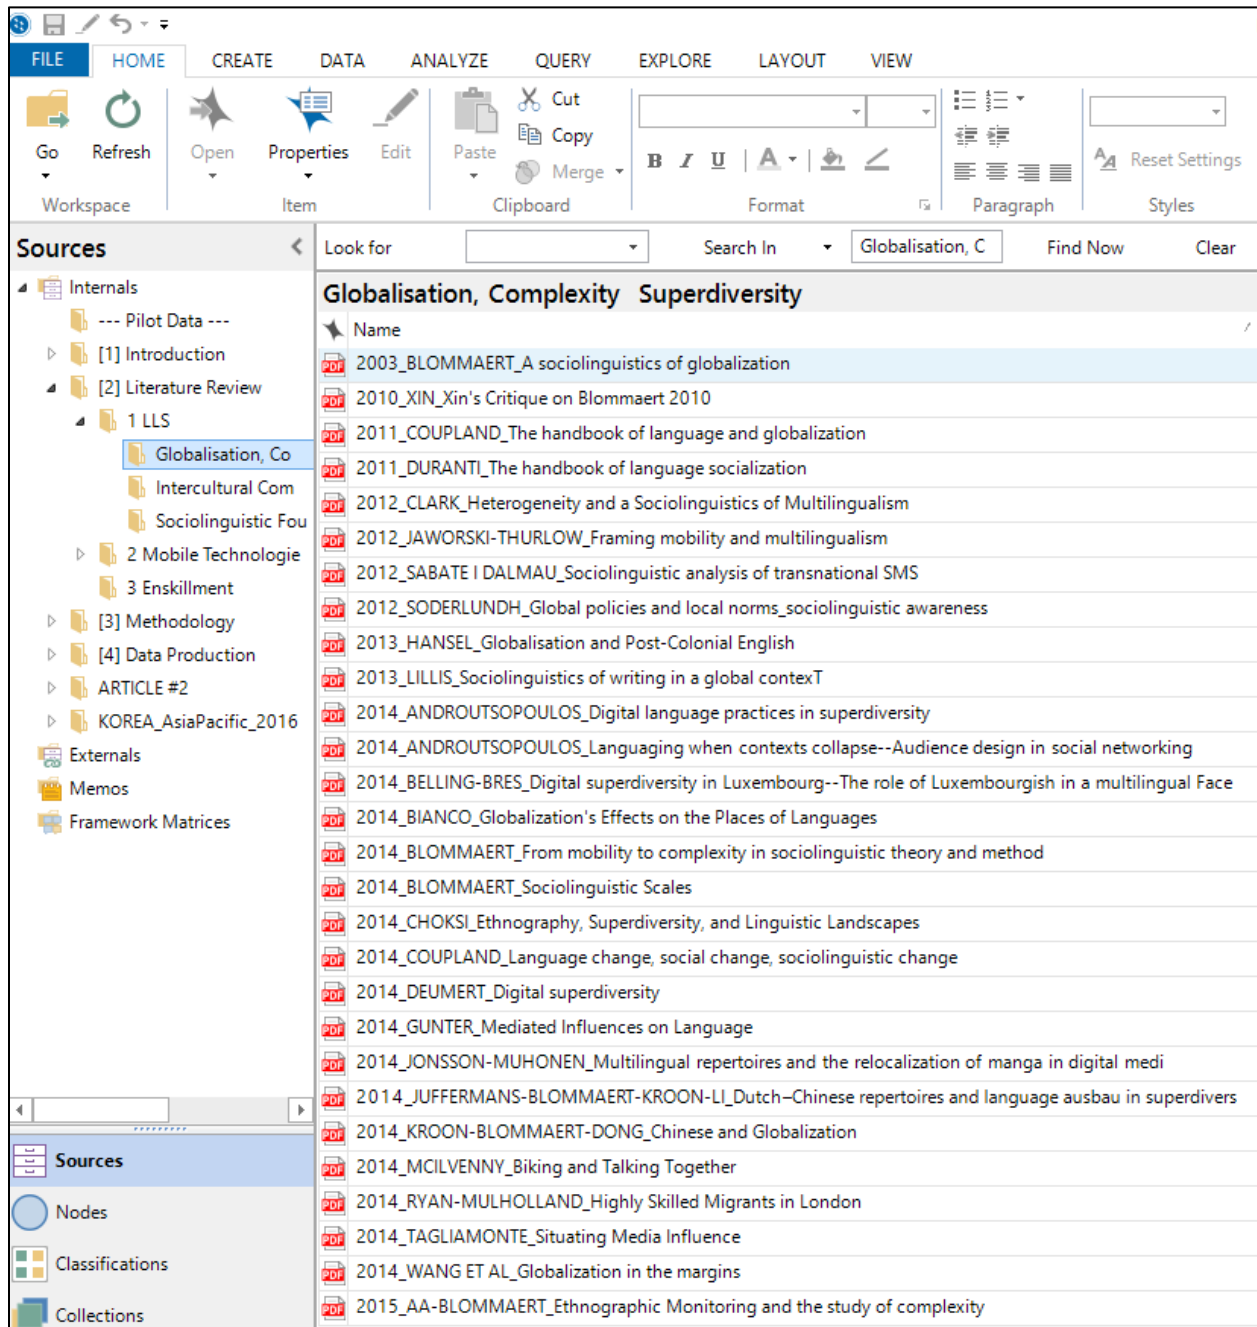 FILE HOME CREATE DATA ANALYZE QUERY EXPLORE LAYOUT VIEW
Go Refresh Open Properties Edit Paste Cut Copy Merge B I U A Reset Settings
Workspace Item Clipboard Format Paragraph Styles
Sources
Look for Search In Globalisation, C Find Now Clear
Internals
--- Pilot Data ---
[1] Introduction
[2] Literature Review
1 LLS
Globalisation, Co
Intercultural Com
Sociolinguistic Fou
2 Mobile Technologie
3 Enskillment
[3] Methodology
[4] Data Production
ARTICLE #2
KOREA_AsiaPacific_2016
Externals
Memos
Framework Matrices
Sources
Nodes
Classifications
Collections
Globalisation, Complexity Superdiversity
Name
2003_BLOMMAERT_A sociolinguistics of globalization
2010_XIN_Xin's Critique on Blommaert 2010
2011_COUPLAND_The handbook of language and globalization
2011_DURANTI_The handbook of language socialization
2012_CLARK_Heterogeneity and a Sociolinguistics of Multilingualism
2012_JAWORSKI-THURLOW_Framing mobility and multilingualism
2012_SABATE I DALMAU_Sociolinguistic analysis of transnational SMS
2012_SODERLUNDH_Global policies and local norms_sociolinguistic awareness
2013_HANSEL_Globalisation and Post-Colonial English
2013_LILLIS_Sociolinguistics of writing in a global contexT
2014_ANDROUTSOPOULOS_Digital language practices in superdiversity
2014_ANDROUTSOPOULOS_Languaging when contexts collapse--Audience design in social networking
2014_BELLING-BRES_Digital superdiversity in Luxembourg--The role of Luxembourgish in a multilingual Face
2014_BIANCO_Globalization's Effects on the Places of Languages
2014_BLOMMAERT_From mobility to complexity in sociolinguistic theory and method
2014_BLOMMAERT_Sociolinguistic Scales
2014_CHOKSI_Ethnography, Superdiversity, and Linguistic Landscapes
2014_COUPLAND_Language change, social change, sociolinguistic change
2014_DEUMERT_Digital superdiversity
2014_GUNTER_Mediated Influences on Language
2014_JONSSON-MUHONEN_Multilingual repertoires and the relocalization of manga in digital medi
2014_JUFFERMANS-BLOMMAERT-KROON-LI_Dutch–Chinese repertoires and language ausbau in superdivers
2014_KROON-BLOMMAERT-DONG_Chinese and Globalization
2014_MCILVENNY_Biking and Talking Together
2014_RYAN-MULHOLLAND_Highly Skilled Migrants in London
2014_TAGLIAMONTE_Situating Media Influence
2014_WANG ET AL_Globalization in the margins
2015_AA-BLOMMAERT_Ethnographic Monitoring and the study of complexity